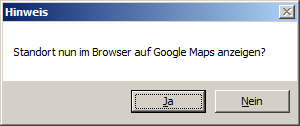 Hinweis
Standort nun im Browser auf Google Maps anzeigen?
Ja
Nein